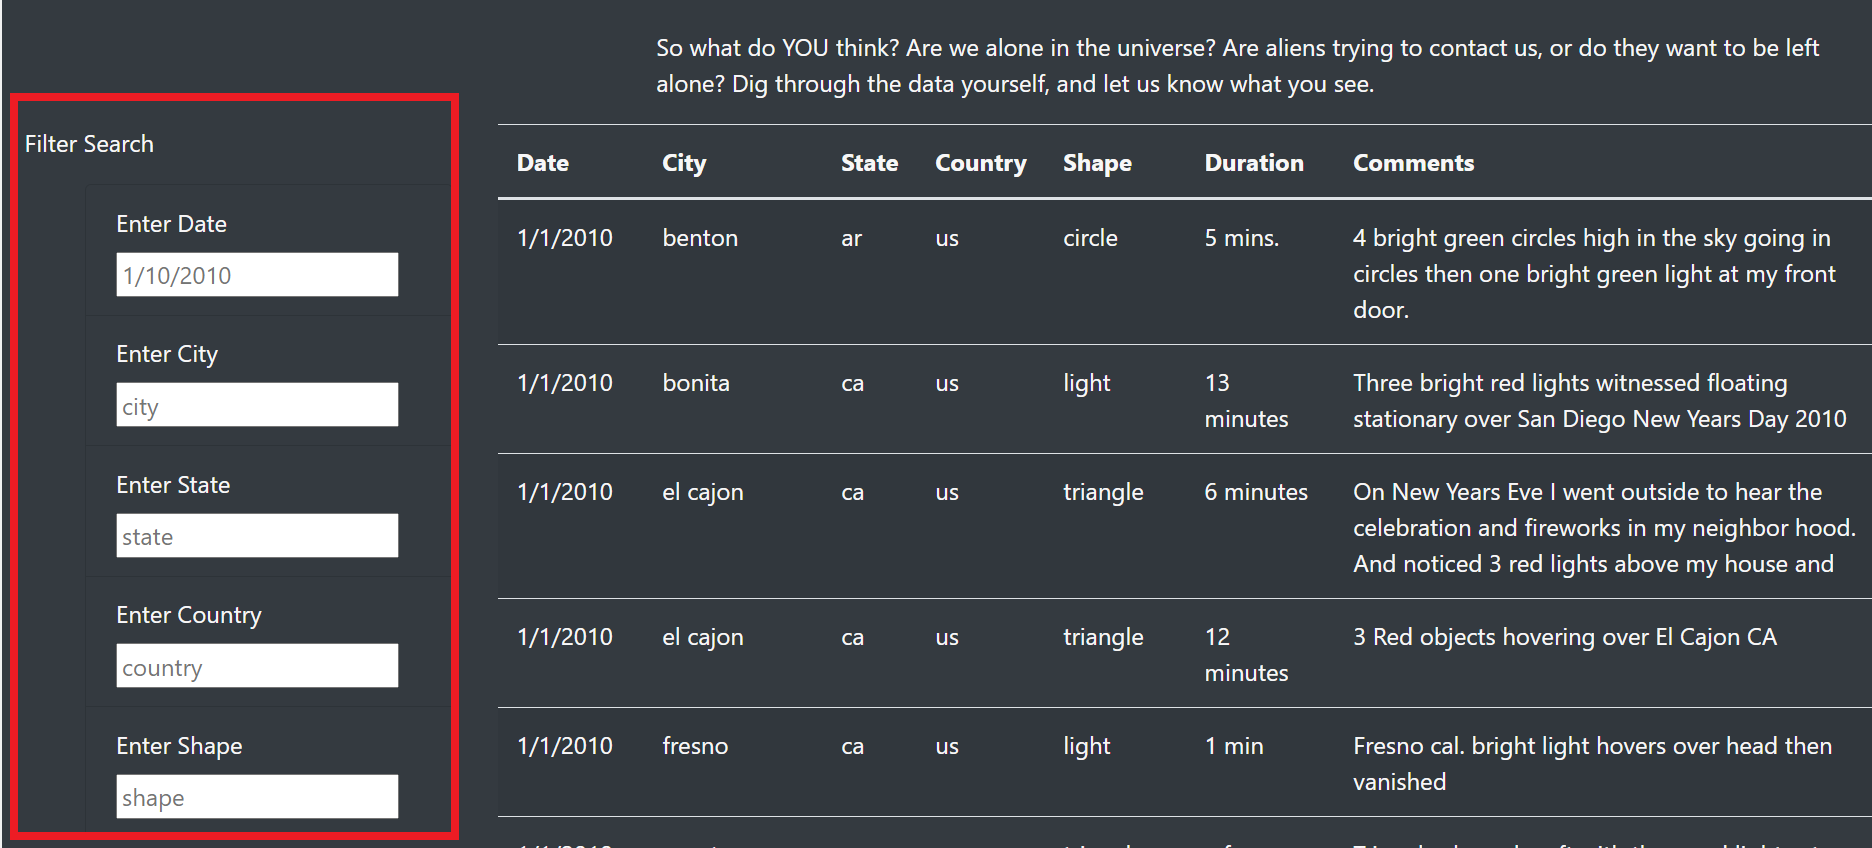 So what do YOU think? Are we alone in the universe? Are aliens trying to contact us, or do they want to be left
alone? Dig through the data yourself, and let us know what you see.
Filter Search
Enter Date
1/10/2010
Enter City
city
Enter State
state
Enter Country
country
Enter Shape
shape
Date City State Country Shape Duration Comments
1/1/2010 benton ar us circle 5 mins. 4 bright green circles high in the sky going in
circles then one bright green light at my front
door.
1/1/2010 bonita ca us light 13 Three bright red lights witnessed floating
minutes stationary over San Diego New Years Day 2010
1/1/2010 el cajon ca us triangle 6 minutes On New Years Eve I went outside to hear the
celebration and fireworks in my neighbor hood.
And noticed 3 red lights above my house and
1/1/2010 el cajon ca us triangle 12 3 Red objects hovering over El Cajon CA
minutes
1/1/2010 fresno ca us light 1 min Fresno cal. bright light hovers over head then
vanished